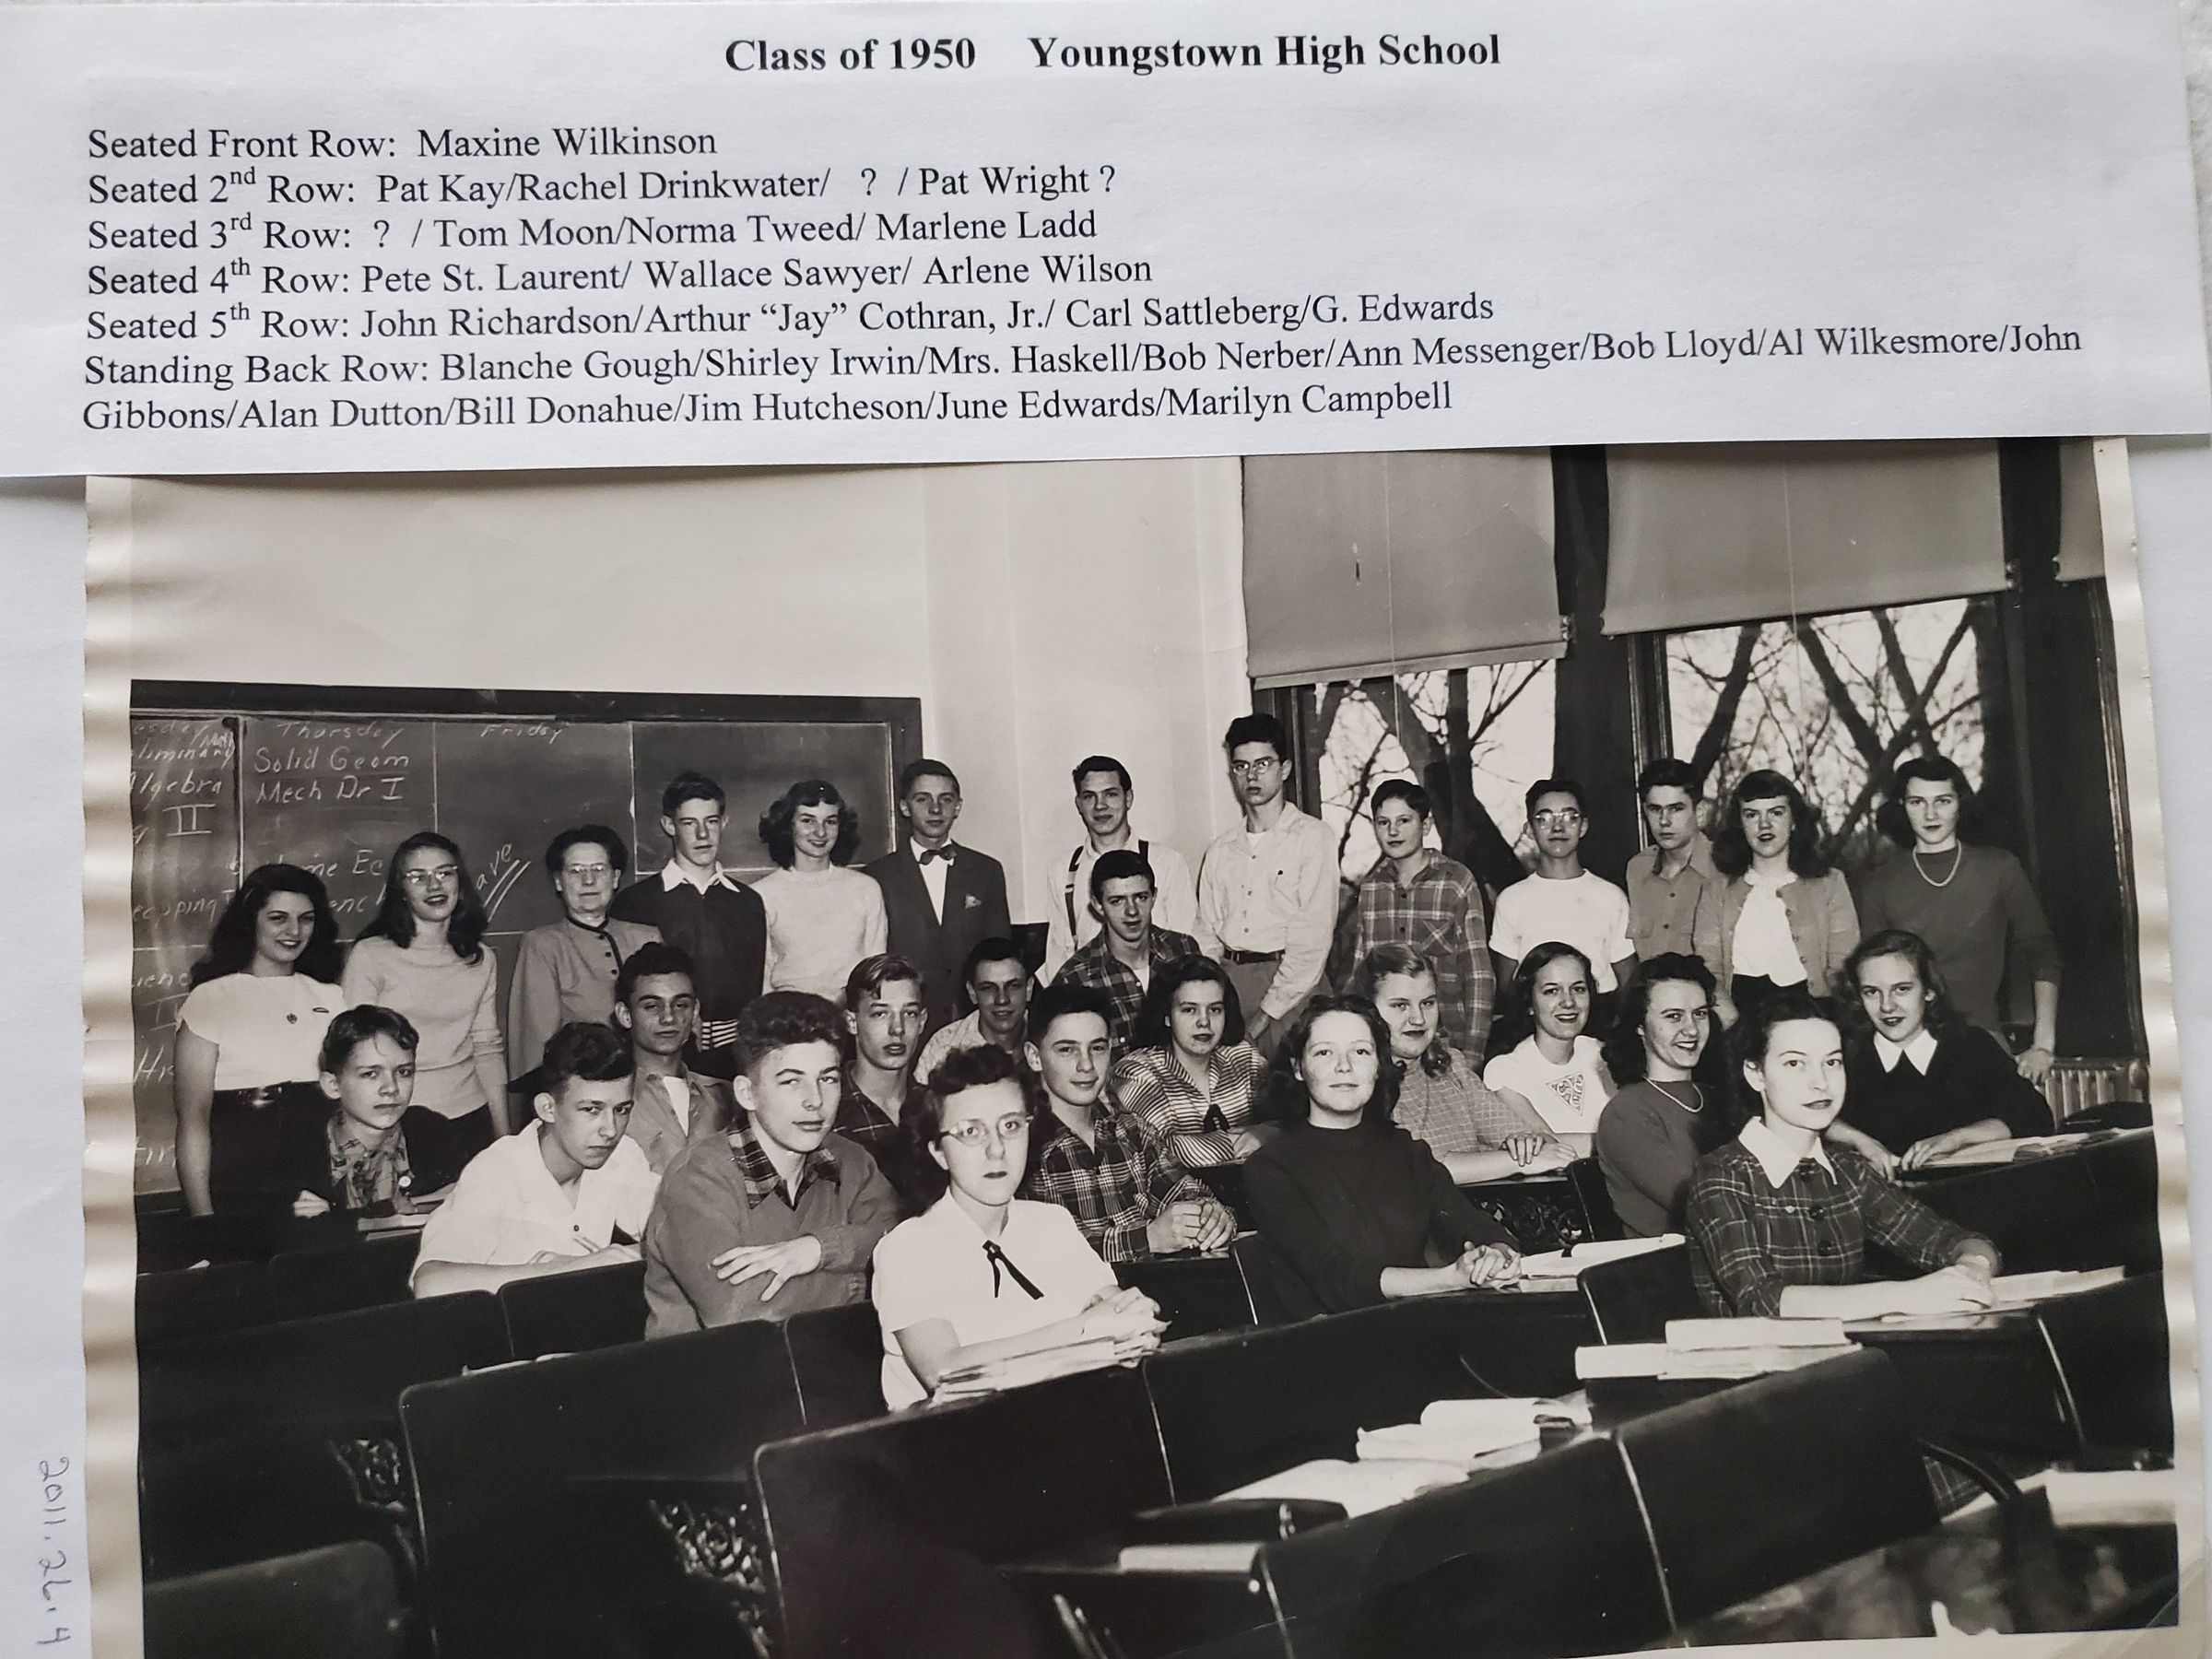 Class of 1950 Youngstown High School
Seated Front Row: Maxine Wilkinson
Seated 2nd Row: Pat Kay/Rachel Drinkwater/ ? / Pat Wright ?
Seated 3rd Row: ? / Tom Moon/Norma Tweed/ Marlene Ladd
Seated 4th Row: Pete St. Laurent/ Wallace Sawyer/ Arlene Wilson
Seated 5th Row: John Richardson/Arthur “Jay” Cothran, Jr./ Carl Sattleberg/G. Edwards
Standing Back Row: Blanche Gough/Shirley Irwin/Mrs. Haskell/Bob Nerber/Ann Messenger/Bob Lloyd/Al Wilkesmore/John
Gibbons/Alan Dutton/Bill Donahue/Jim Hutcheson/June Edwards/Marilyn Campbell
Thursday Friday
Solid Geom
Mech Dr I
II
ave
2011.26.4